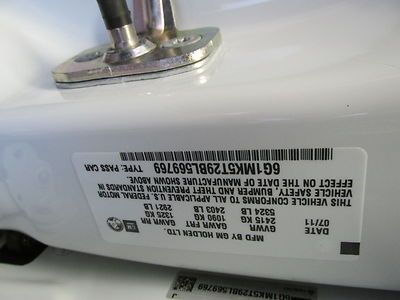 GM
MFD BY GM HOLDEN LTD.
DATE GVWR GAWR FRT GAWR RR
07/11 2415 KG 1090 KG 1325 KG
5324 LB 2403 LB 2921 LB
THIS VEHICLE CONFORMS TO ALL APPLICABLE U.S. FEDERAL MOTOR
VEHICLE SAFETY, BUMPER AND THEFT PREVENTION STANDARDS IN
EFFECT ON THE DATE OF MANUFACTURE SHOWN ABOVE.
6G1MK5T29BL569769 TYPE: PASS CAR
6G1MK5T29BL569769